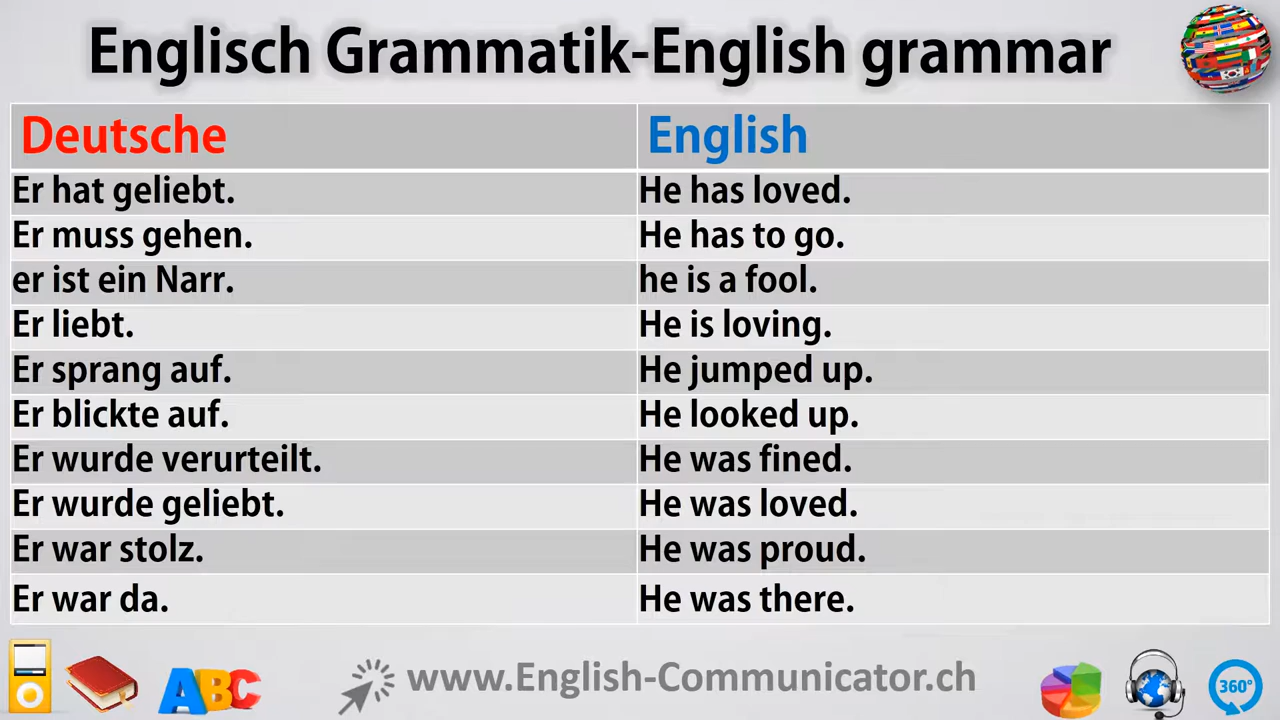 Englisch Grammatik-English grammar
Deutsche English
Er hat geliebt. He has loved.
Er muss gehen. He has to go.
er ist ein Narr. he is a fool.
Er liebt. He is loving.
Er sprang auf. He jumped up.
Er blickte auf. He looked up.
Er wurde verurteilt. He was fined.
Er wurde geliebt. He was loved.
Er war stolz. He was proud.
Er war da. He was there.
ABC www.English-Communicator.ch 360°